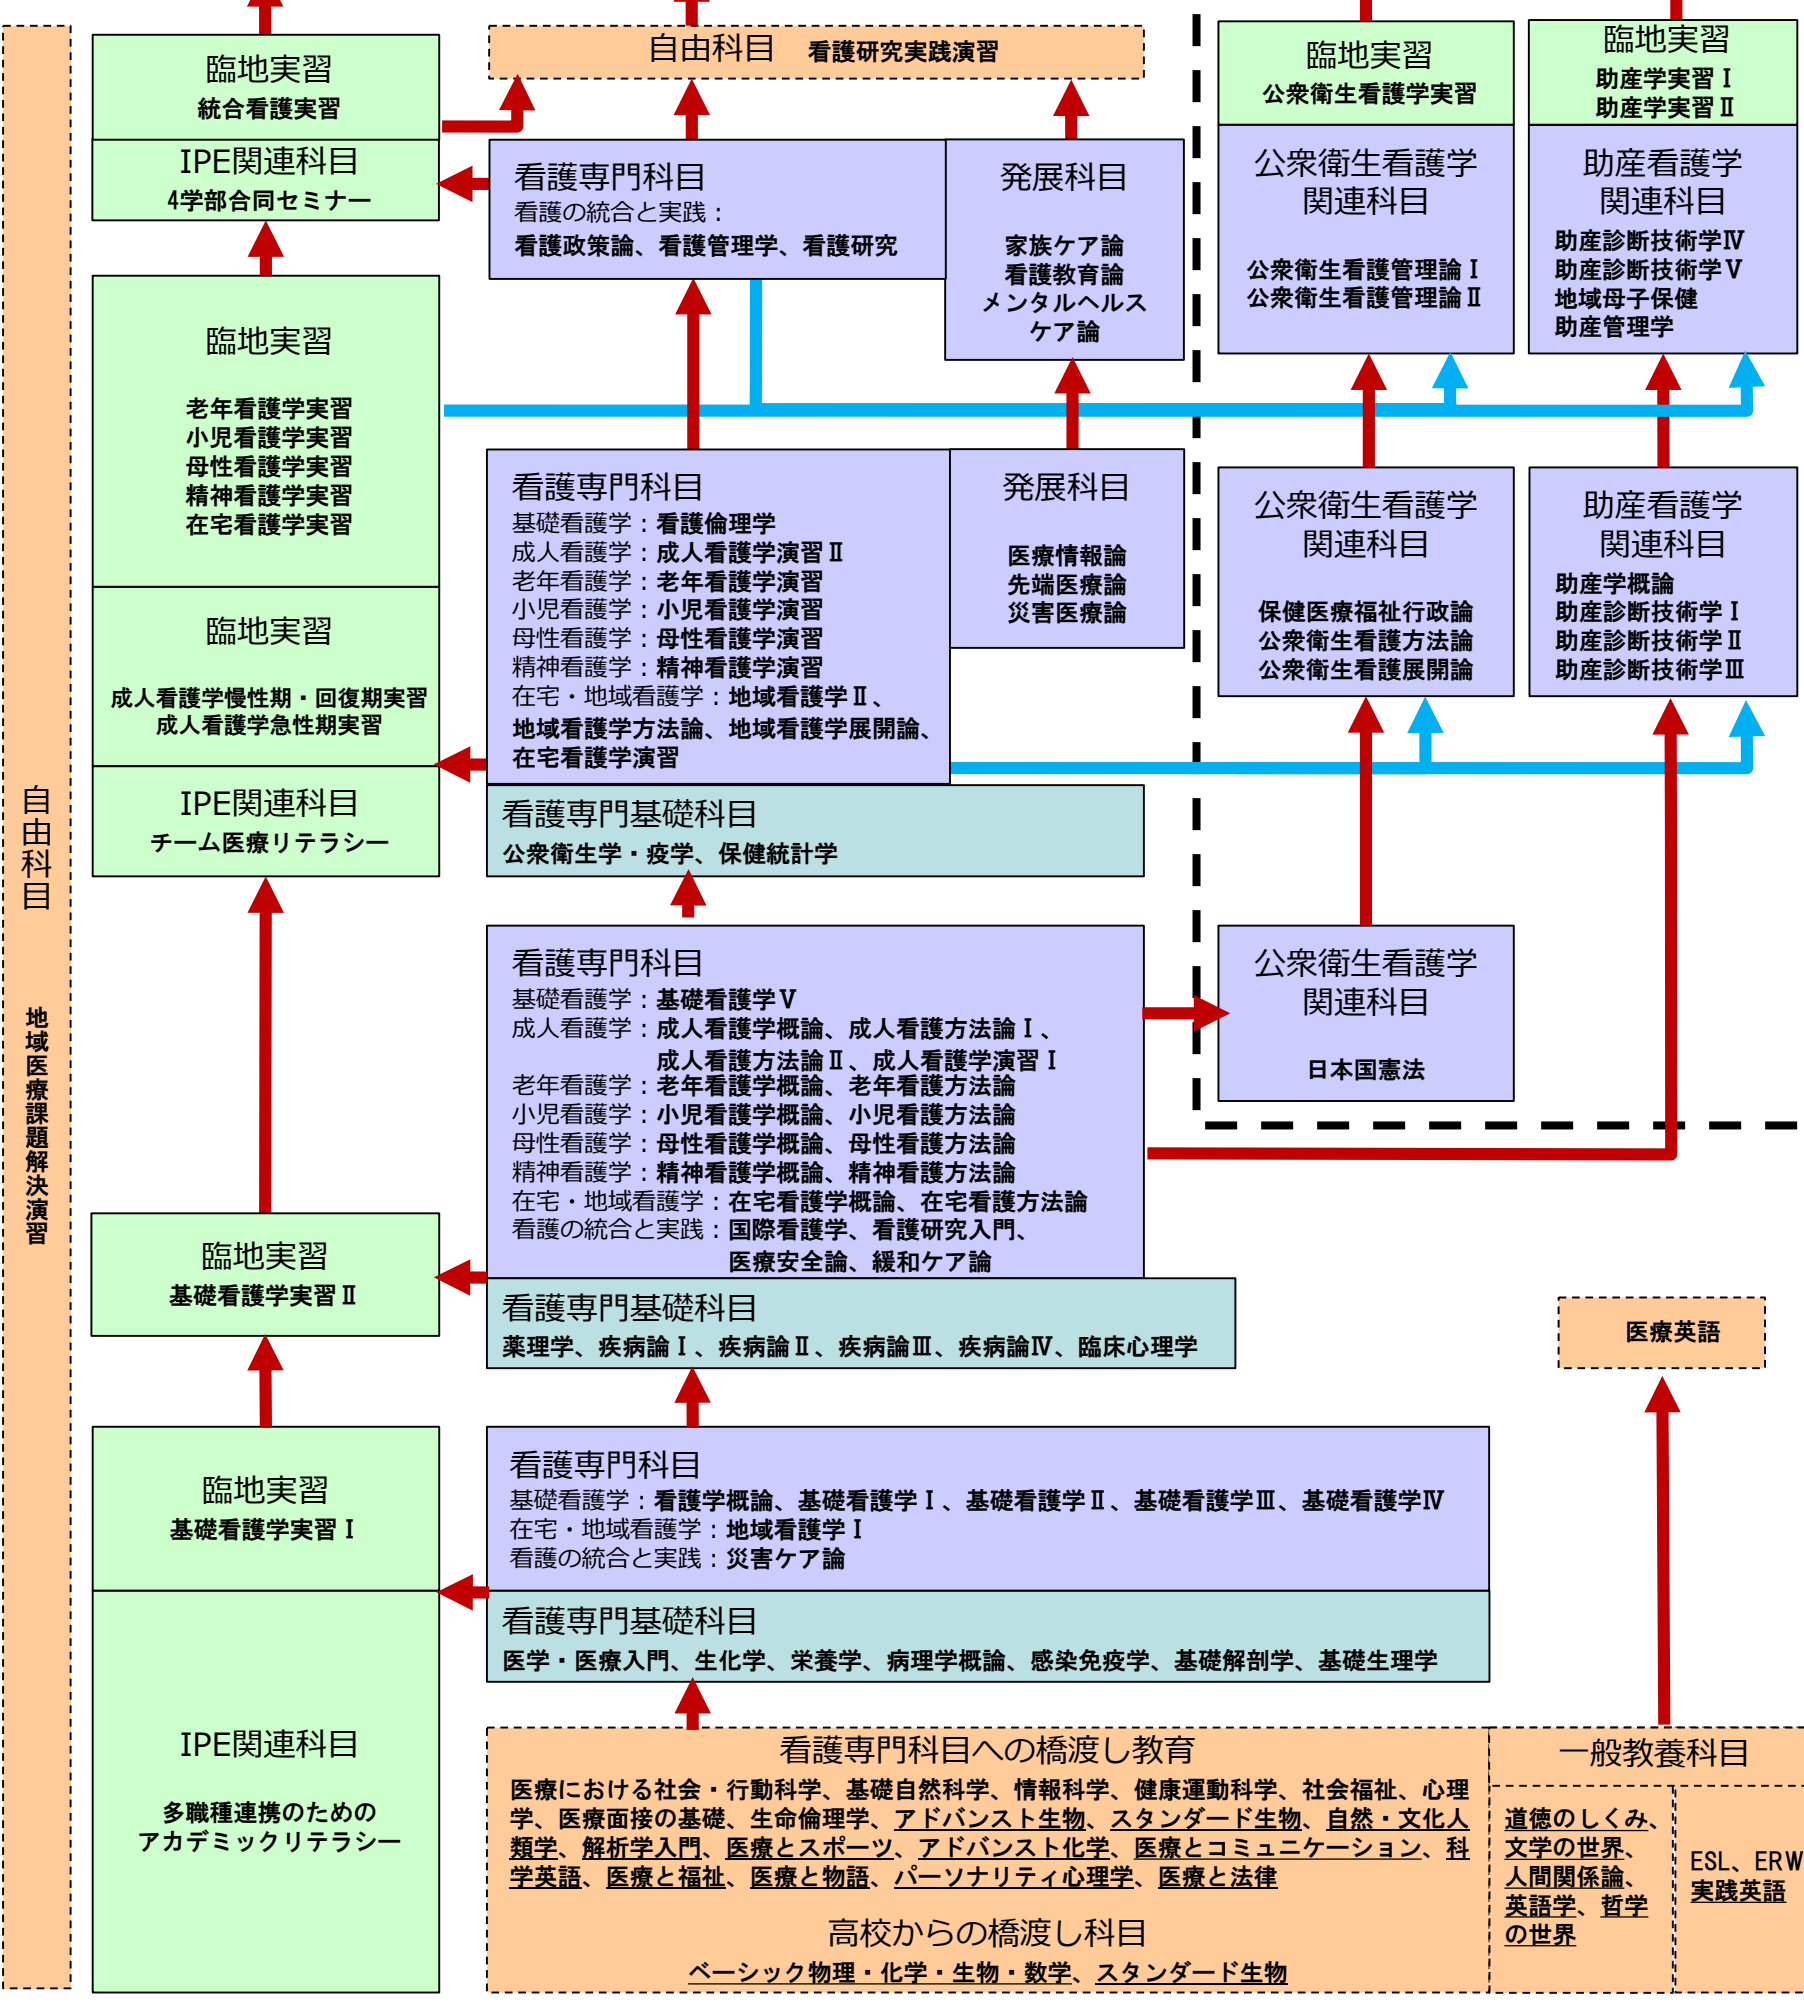 自由科目
地域医療課題解決演習
臨地実習
統合看護実習
IPE関連科目
4学部合同セミナー
自由科目 看護研究実践演習
看護専門科目
看護の統合と実践：
看護政策論、看護管理学、看護研究
発展科目
家族ケア論
看護教育論
メンタルヘルス
ケア論
臨地実習
公衆衛生看護学実習
公衆衛生看護学
関連科目
公衆衛生看護管理論Ⅰ
公衆衛生看護管理論Ⅱ
臨地実習
助産学実習Ⅰ
助産学実習Ⅱ
助産看護学
関連科目
助産診断技術学Ⅳ
助産診断技術学Ⅴ
地域母子保健
助産管理学
臨地実習
老年看護学実習
小児看護学実習
母性看護学実習
精神看護学実習
在宅看護学実習
臨地実習
成人看護学慢性期・回復期実習
成人看護学急性期実習
IPE関連科目
チーム医療リテラシー
看護専門科目
基礎看護学：看護倫理学
成人看護学：成人看護学演習Ⅱ
老年看護学：老年看護学演習
小児看護学：小児看護学演習
母性看護学：母性看護学演習
精神看護学：精神看護学演習
在宅・地域看護学：地域看護学Ⅱ、
地域看護学方法論、地域看護学展開論、
在宅看護学演習
発展科目
医療情報論
先端医療論
災害医療論
公衆衛生看護学
関連科目
保健医療福祉行政論
公衆衛生看護方法論
公衆衛生看護展開論
助産看護学
関連科目
助産学概論
助産診断技術学Ⅰ
助産診断技術学Ⅱ
助産診断技術学Ⅲ
看護専門基礎科目
公衆衛生学・疫学、保健統計学
看護専門科目
基礎看護学：基礎看護学Ⅴ
成人看護学：成人看護学概論、成人看護方法論Ⅰ、
成人看護方法論Ⅱ、成人看護学演習Ⅰ
老年看護学：老年看護学概論、老年看護方法論
小児看護学：小児看護学概論、小児看護方法論
母性看護学：母性看護学概論、母性看護方法論
精神看護学：精神看護学概論、精神看護方法論
在宅・地域看護学：在宅看護学概論、在宅看護方法論
看護の統合と実践：国際看護学、看護研究入門、
医療安全論、緩和ケア論
公衆衛生看護学
関連科目
日本国憲法
臨地実習
基礎看護学実習Ⅱ
看護専門基礎科目
薬理学、疾病論Ⅰ、疾病論Ⅱ、疾病論Ⅲ、疾病論Ⅳ、臨床心理学
医療英語
臨地実習
基礎看護学実習Ⅰ
看護専門科目
基礎看護学：看護学概論、基礎看護学Ⅰ、基礎看護学Ⅱ、基礎看護学Ⅲ、基礎看護学Ⅳ
在宅・地域看護学：地域看護学Ⅰ
看護の統合と実践：災害ケア論
看護専門基礎科目
医学・医療入門、生化学、栄養学、病理学概論、感染免疫学、基礎解剖学、基礎生理学
IPE関連科目
多職種連携のための
アカデミックリテラシー
看護専門科目への橋渡し教育
医療における社会・行動科学、基礎自然科学、情報科学、健康運動科学、社会福祉、心理
学、医療面接の基礎、生命倫理学、アドバンスト生物、スタンダード生物、自然・文化人
類学、解析学入門、医療とスポーツ、アドバンスト化学、医療とコミュニケーション、科
学英語、医療と福祉、医療と物語、パーソナリティ心理学、医療と法律
高校からの橋渡し科目
ベーシック物理・化学・生物・数学、スタンダード生物
一般教養科目
道徳のしくみ、
文学の世界、
人間関係論、
英語学、哲学
の世界
ESL、ERW
実践英語